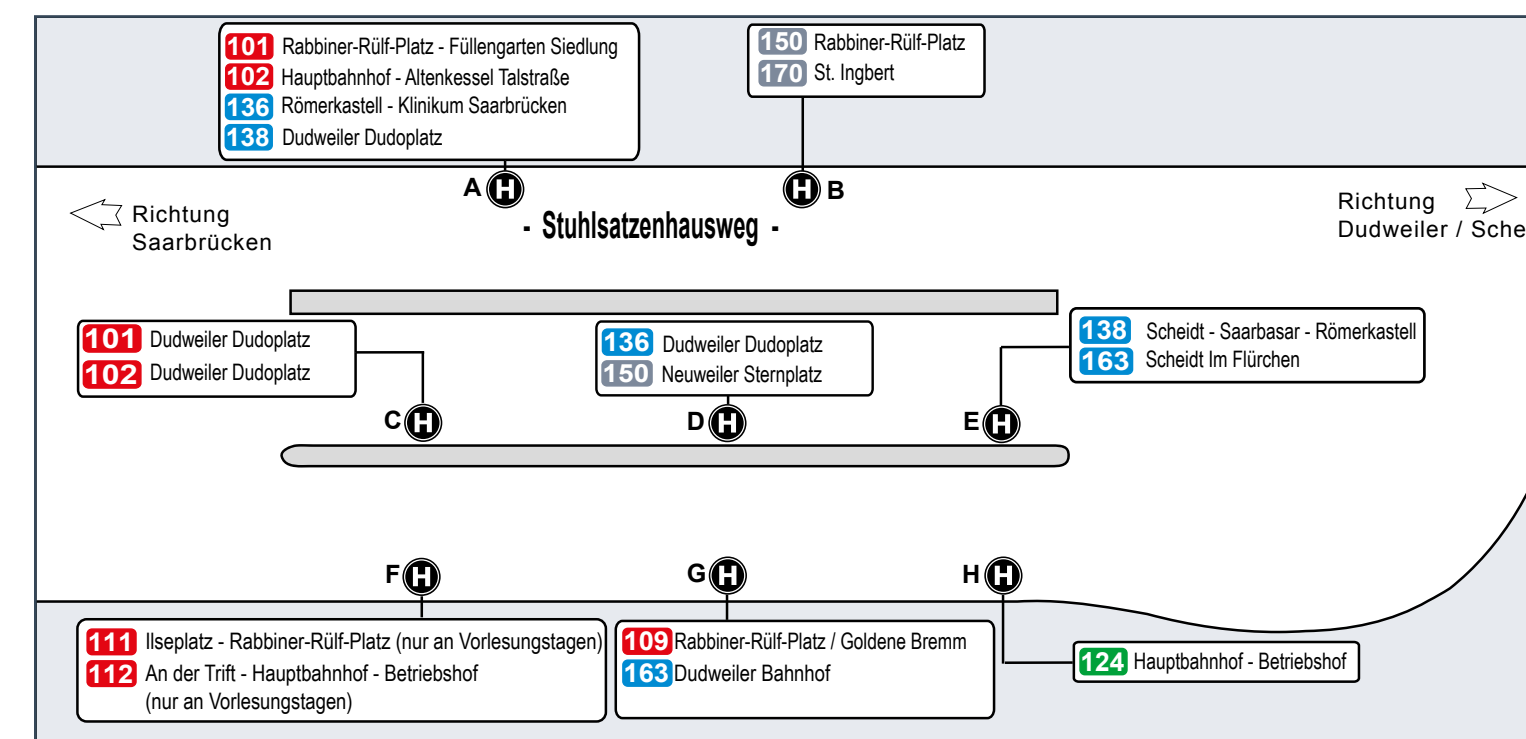 101 Rabbiner-Rülf-Platz - Füllengarten Siedlung
102 Hauptbahnhof - Altenkessel Talstraße
136 Römerkastell - Klinikum Saarbrücken
138 Dudweiler Dudoplatz
150 Rabbiner-Rülf-Platz
170 St. Ingbert
A H
H B
Richtung
Saarbrücken
- Stuhlsatzenhausweg -
Richtung
Dudweiler / Sche
101 Dudweiler Dudoplatz
102 Dudweiler Dudoplatz
136 Dudweiler Dudoplatz
150 Neuweiler Sternplatz
138 Scheidt - Saarbasar - Römerkastell
163 Scheidt Im Flürchen
C H
D H
E H
F H
G H
H H
111 Ilseplatz - Rabbiner-Rülf-Platz (nur an Vorlesungstagen)
112 An der Trift - Hauptbahnhof - Betriebshof
(nur an Vorlesungstagen)
109 Rabbiner-Rülf-Platz / Goldene Bremm
163 Dudweiler Bahnhof
124 Hauptbahnhof - Betriebshof